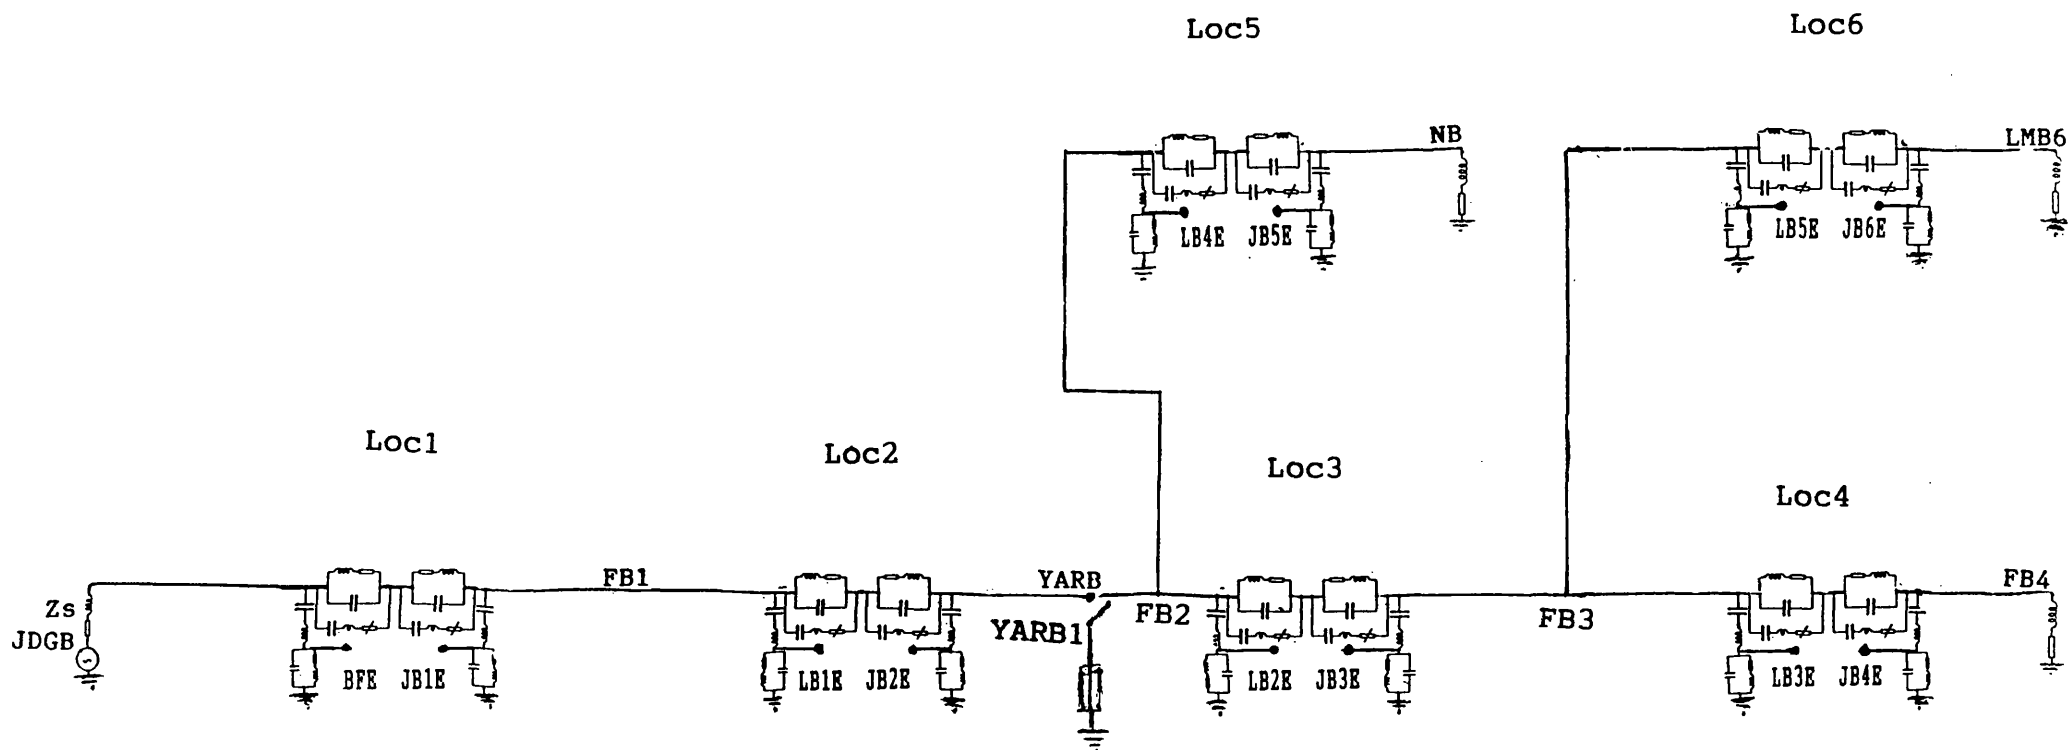 Loc5
Loc6
NB
LMB6
LB4E
JB5E
LB5E
JB6E
Loc1
Loc2
Loc3
Loc4
Zs
JDGB
FB1
YARB
YARB1
FB2
FB3
FB4
BFE
JB1E
LB1E
JB2E
LB2E
JB3E
LB3E
JB4E